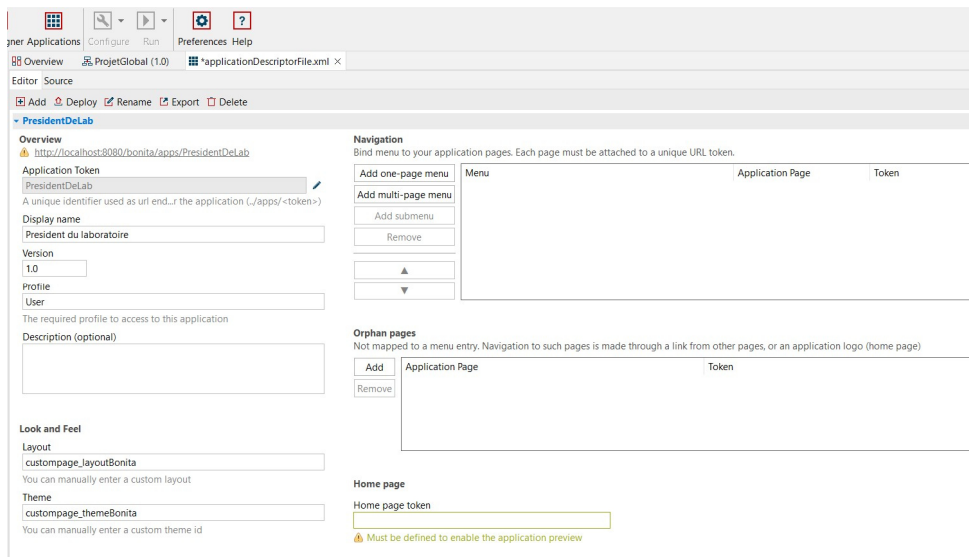 gner Applications Configure Run Preferences Help
Overview ProjetGlobal (1.0) *applicationDescriptorFile.xml
Editor Source
Add Deploy Rename Export Delete
PresidentDeLab
Overview
http://localhost:8080/bonita/apps/PresidentDeLab
Application Token
PresidentDeLab
A unique identifier used as url end...r the application (../apps/<token>)
Display name
President du laboratoire
Version
1.0
Profile
User
The required profile to access to this application
Description (optional)
Look and Feel
Layout
custompage_layoutBonita
You can manually enter a custom layout
Theme
custompage_themeBonita
You can manually enter a custom theme id
Navigation
Bind menu to your application pages. Each page must be attached to a unique URL token.
Add one-page menu
Add multi-page menu
Add submenu
Remove
Menu Application Page Token
Orphan pages
Not mapped to a menu entry. Navigation to such pages is made through a link from other pages, or an application logo (home page)
Add
Remove
Application Page Token
Home page
Home page token
Must be defined to enable the application preview